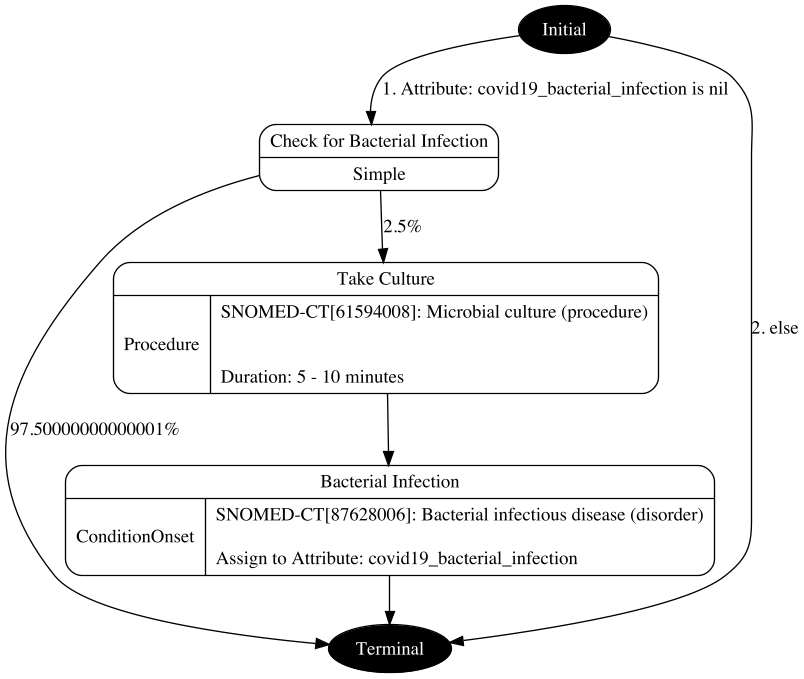 Initial
1. Attribute: covid19_bacterial_infection is nil
Check for Bacterial Infection
Simple
2.5%
Take Culture
Procedure
SNOMED-CT[61594008]: Microbial culture (procedure)
Duration: 5 - 10 minutes
2. else
97.50000000000001%
Bacterial Infection
ConditionOnset
SNOMED-CT[87628006]: Bacterial infectious disease (disorder)
Assign to Attribute: covid19_bacterial_infection
Terminal